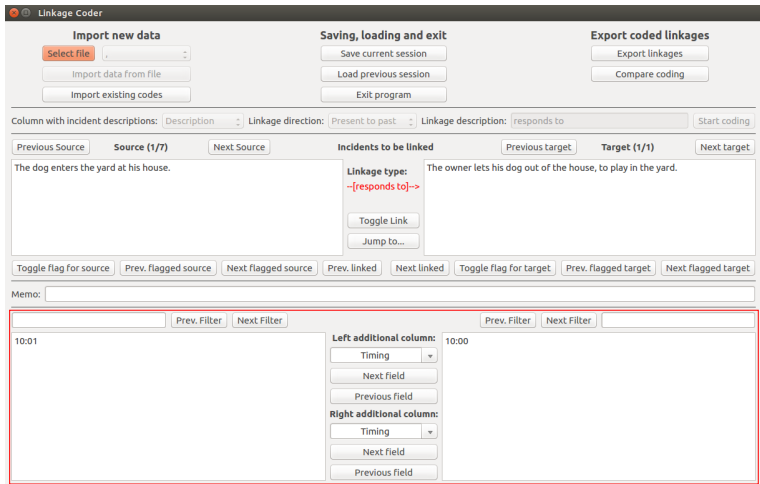 Linkage Coder
Import new data
Saving, loading and exit
Export coded linkages
Select file
,
Save current session
Export linkages
Import data from file
Load previous session
Compare coding
Import existing codes
Exit program
Column with incident descriptions: Description Linkage direction: Present to past Linkage description: responds to Start coding
Previous Source Source (1/7) Next Source Incidents to be linked Previous target Target (1/1) Next target
The dog enters the yard at his house.
Linkage type:
--[responds to]-->
Toggle Link
Jump to...
The owner lets his dog out of the house, to play in the yard.
Toggle flag for source Prev. flagged source Next flagged source Prev. linked Next linked Toggle flag for target Prev. flagged target Next flagged target
Memo:
Prev. Filter Next Filter Prev. Filter Next Filter
10:01
Left additional column:
Timing
Next field
Previous field
Right additional column:
Timing
Next field
Previous field
10:00